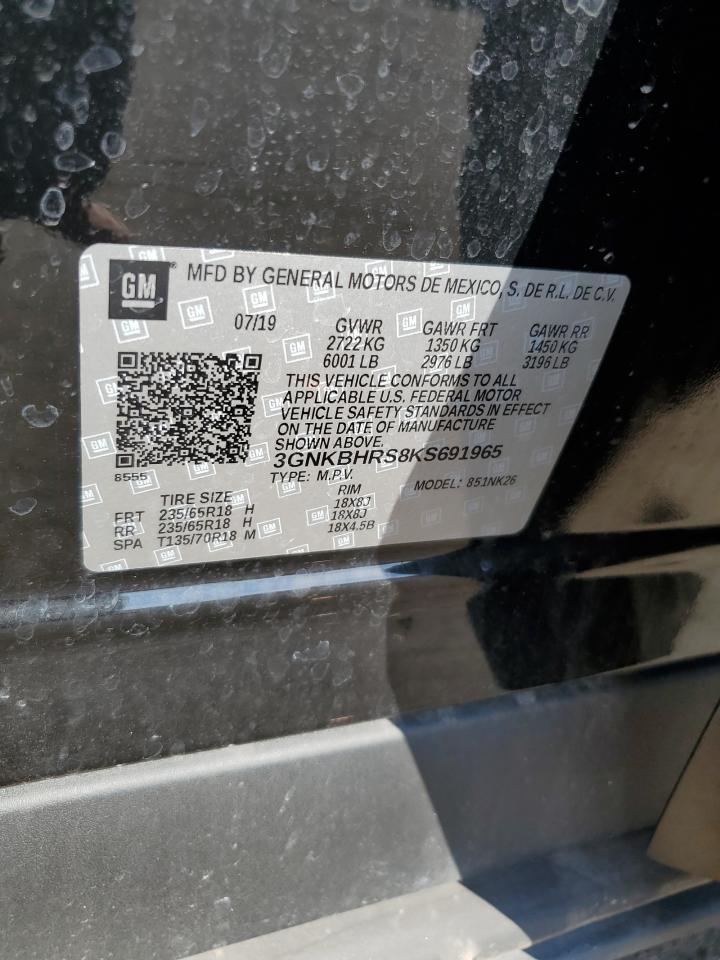 GM ® MFD BY GENERAL MOTORS DE MEXICO, S. DE R.L. DE C.V.
07/19 GVWR GAWR FRT GAWR RR
2722 KG 1350 KG 1450 KG
6001 LB 2976 LB 3196 LB
THIS VEHICLE CONFORMS TO ALL
APPLICABLE U.S. FEDERAL MOTOR
VEHICLE SAFETY STANDARDS IN EFFECT
ON THE DATE OF MANUFACTURE
SHOWN ABOVE.
3GNKBHRS8KS691965
8555
TYPE: M.P.V. MODEL: 851NK26
TIRE SIZE RIM
FRT 235/65R18 H 18X8J
RR 235/65R18 H 18X8J
SPA T135/70R18 M 18X4.5B